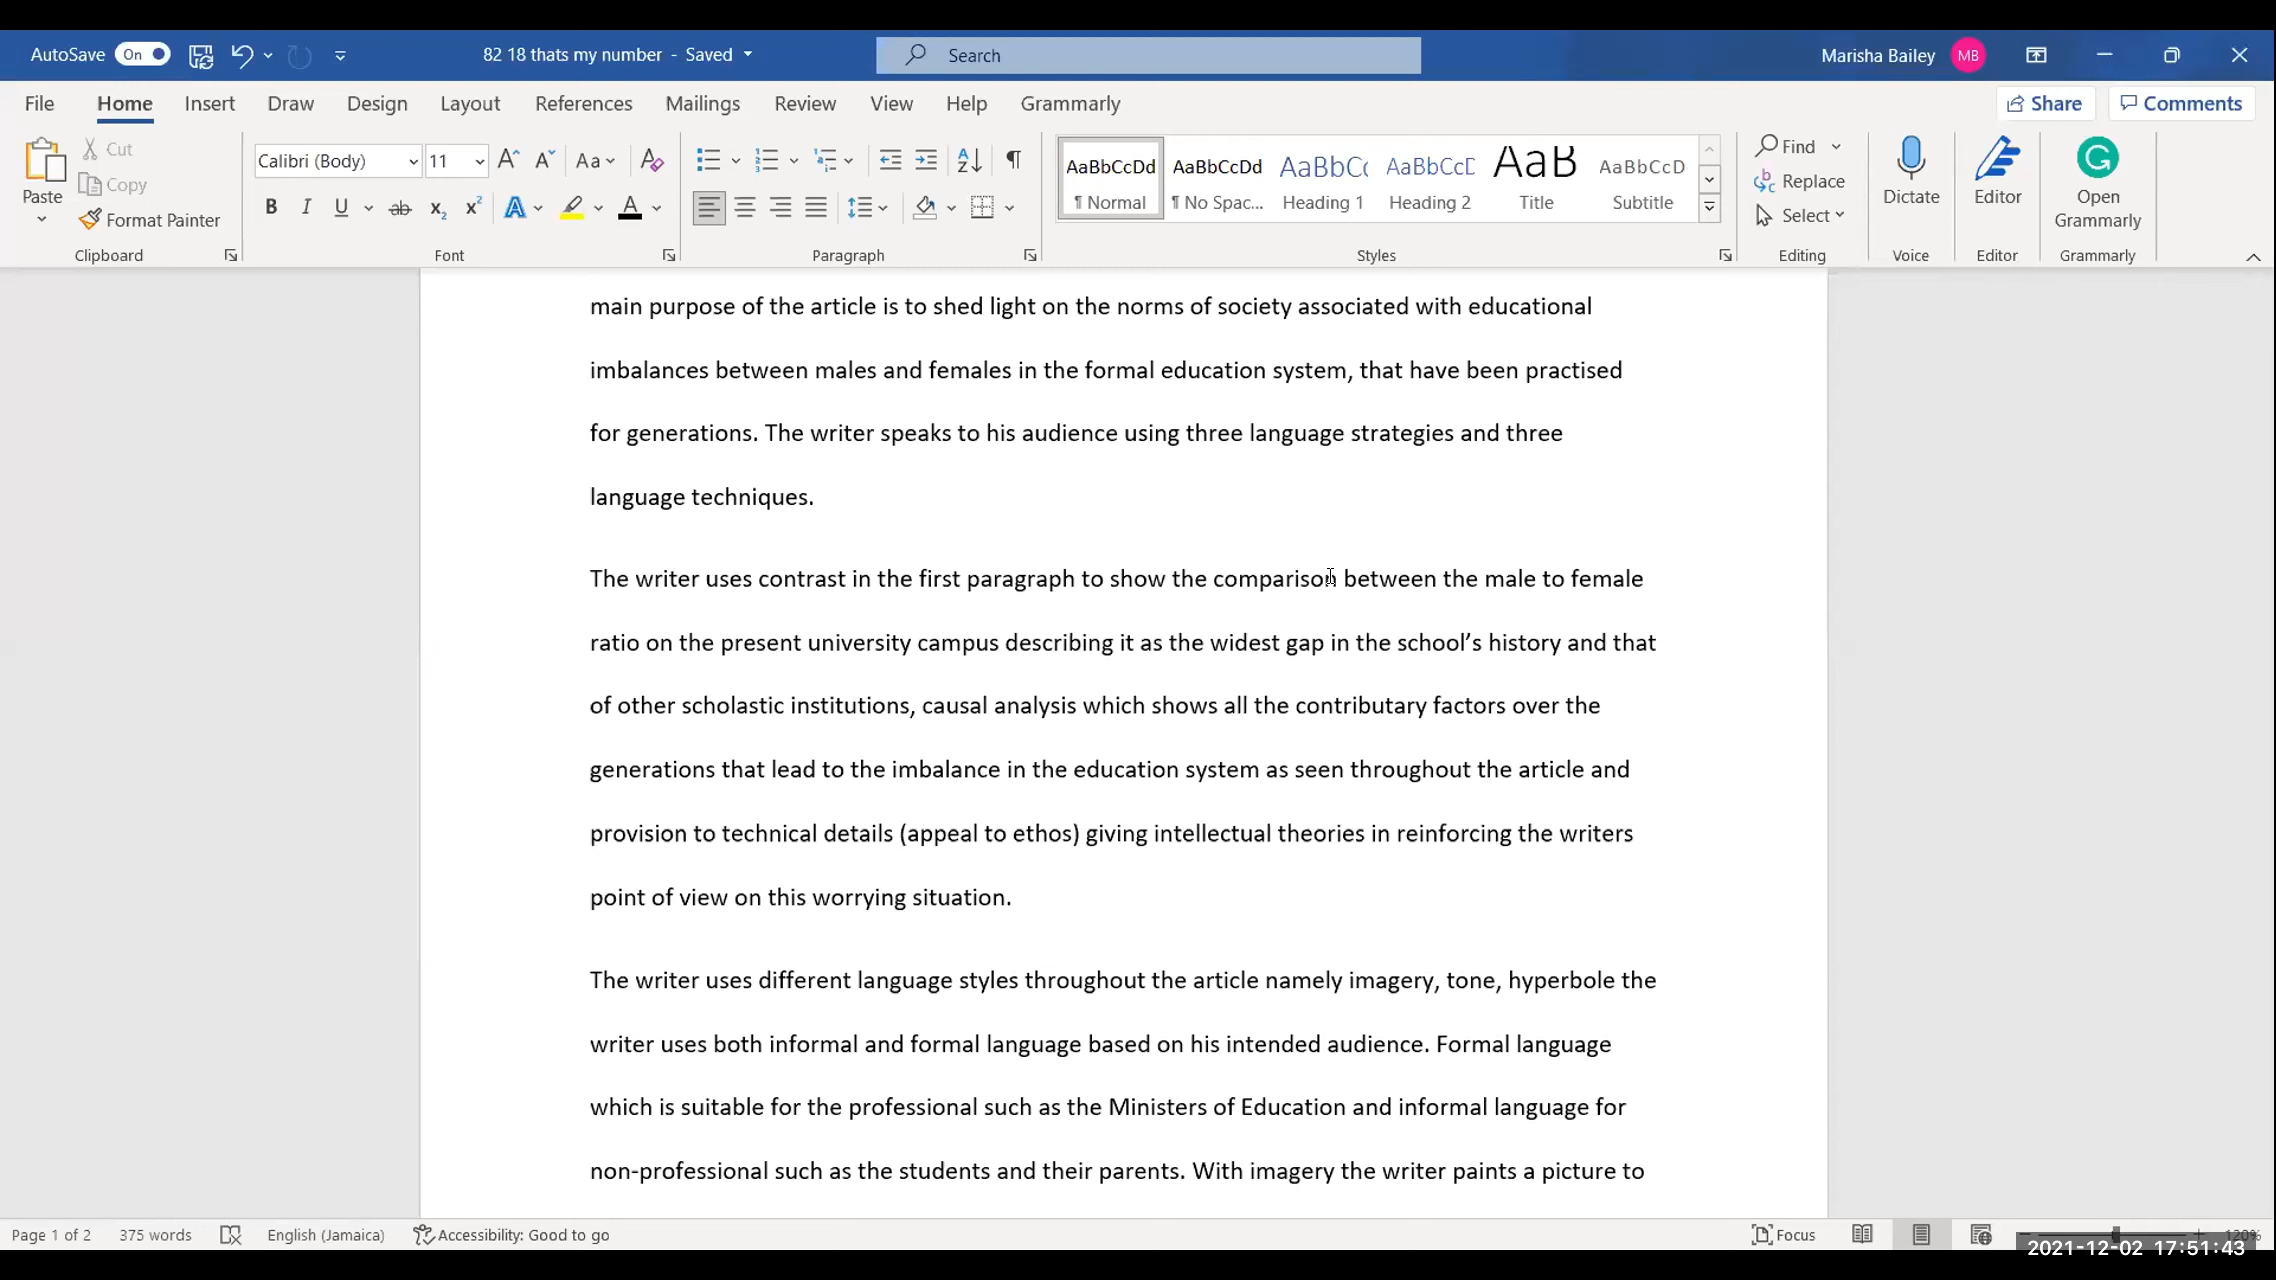 AutoSave On 82 18 thats my number - Saved Search Marisha Bailey MB
File Home Insert Draw Design Layout References Mailings Review View Help Grammarly Share Comments
Paste Cut Copy Format Painter
Calibri (Body) 11 Aa
B I U ab x₂ x² A A
AaBbCcDd AaBbCcDd AaBbCc AaBbCcD AaB AaBbCcD
¶ Normal ¶ No Spac... Heading 1 Heading 2 Title Subtitle
Find Replace Select
Dictate Editor Open Grammarly
Clipboard Font Paragraph Styles Editing Voice Editor Grammarly
main purpose of the article is to shed light on the norms of society associated with educational
imbalances between males and females in the formal education system, that have been practised
for generations. The writer speaks to his audience using three language strategies and three
language techniques.
The writer uses contrast in the first paragraph to show the comparison between the male to female
ratio on the present university campus describing it as the widest gap in the school’s history and that
of other scholastic institutions, causal analysis which shows all the contributary factors over the
generations that lead to the imbalance in the education system as seen throughout the article and
provision to technical details (appeal to ethos) giving intellectual theories in reinforcing the writers
point of view on this worrying situation.
The writer uses different language styles throughout the article namely imagery, tone, hyperbole the
writer uses both informal and formal language based on his intended audience. Formal language
which is suitable for the professional such as the Ministers of Education and informal language for
non-professional such as the students and their parents. With imagery the writer paints a picture to
Page 1 of 2 375 words English (Jamaica) Accessibility: Good to go Focus 120%
2021-12-02 17:51:43